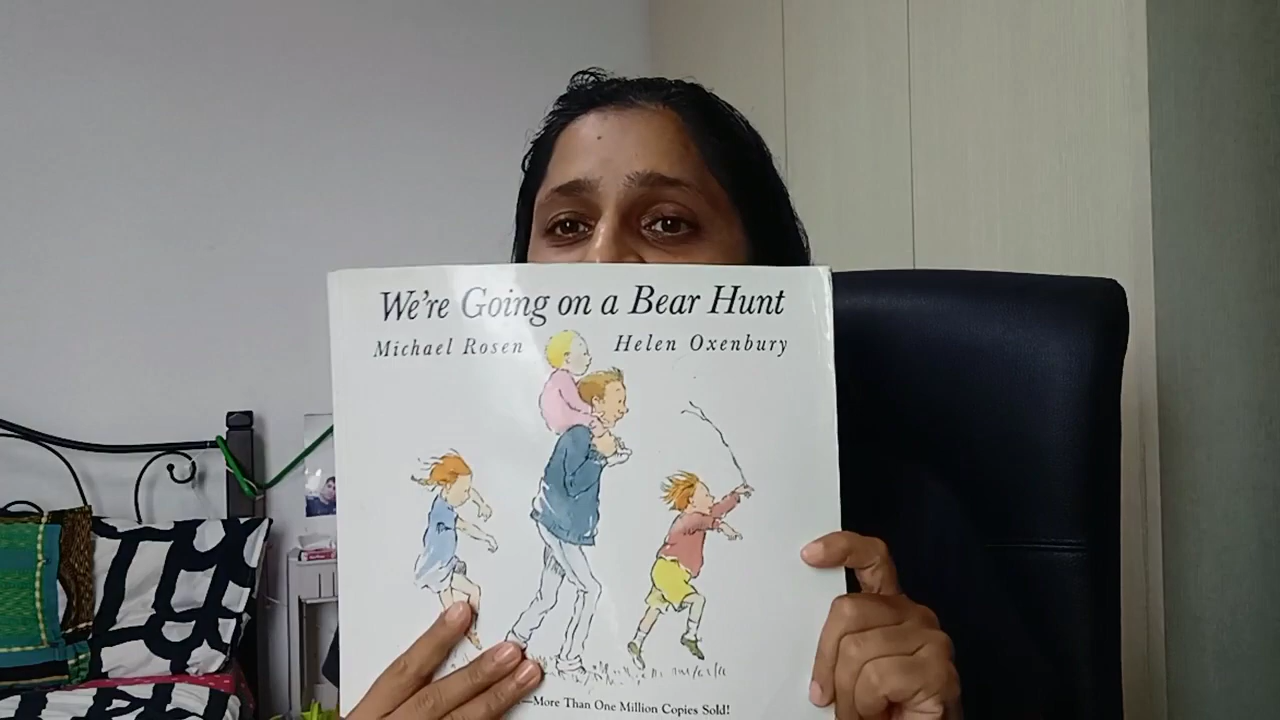 We're Going on a Bear Hunt
Michael Rosen Helen Oxenbury
—More Than One Million Copies Sold!